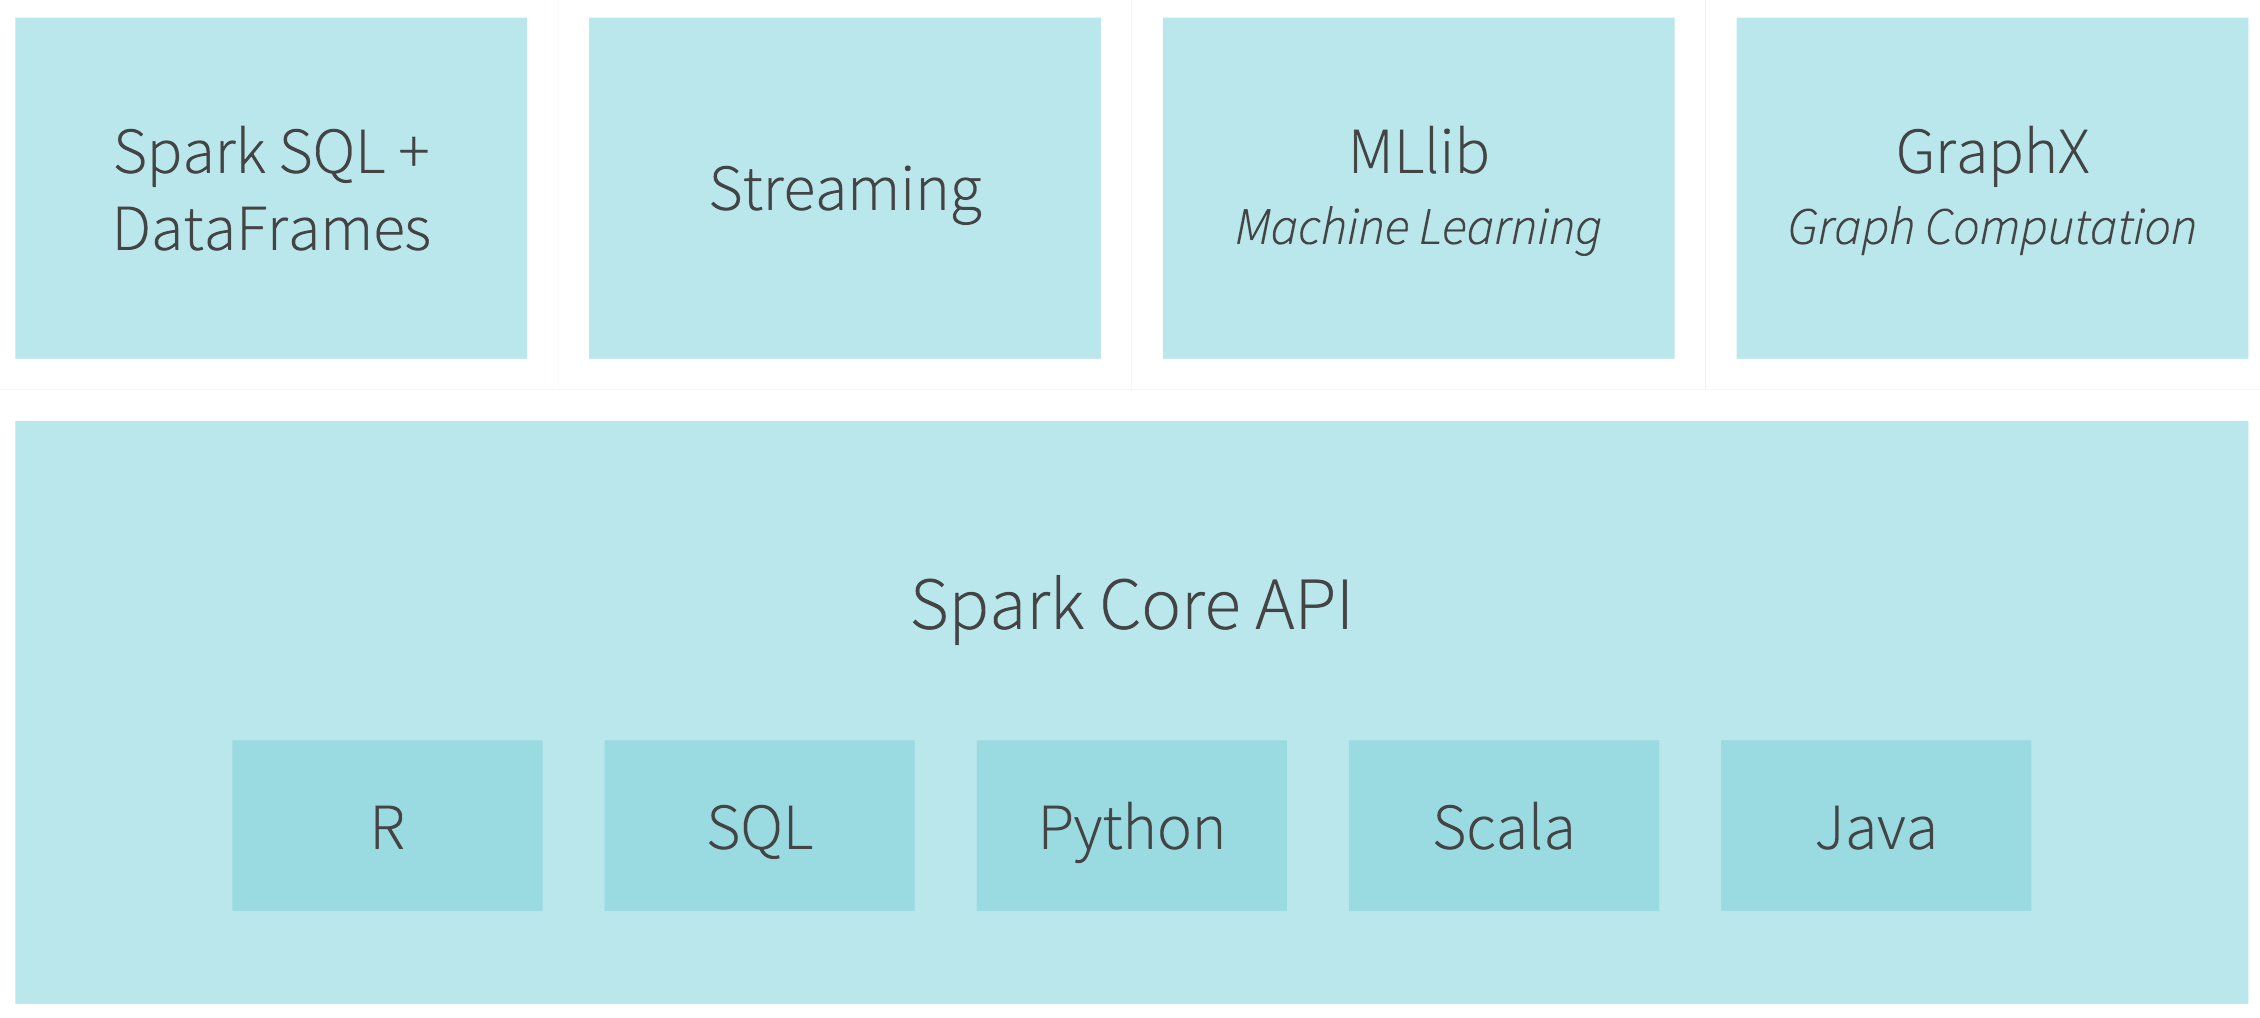 Spark SQL +
DataFrames
Streaming
MLlib
Machine Learning
GraphX
Graph Computation
Spark Core API
R
SQL
Python
Scala
Java